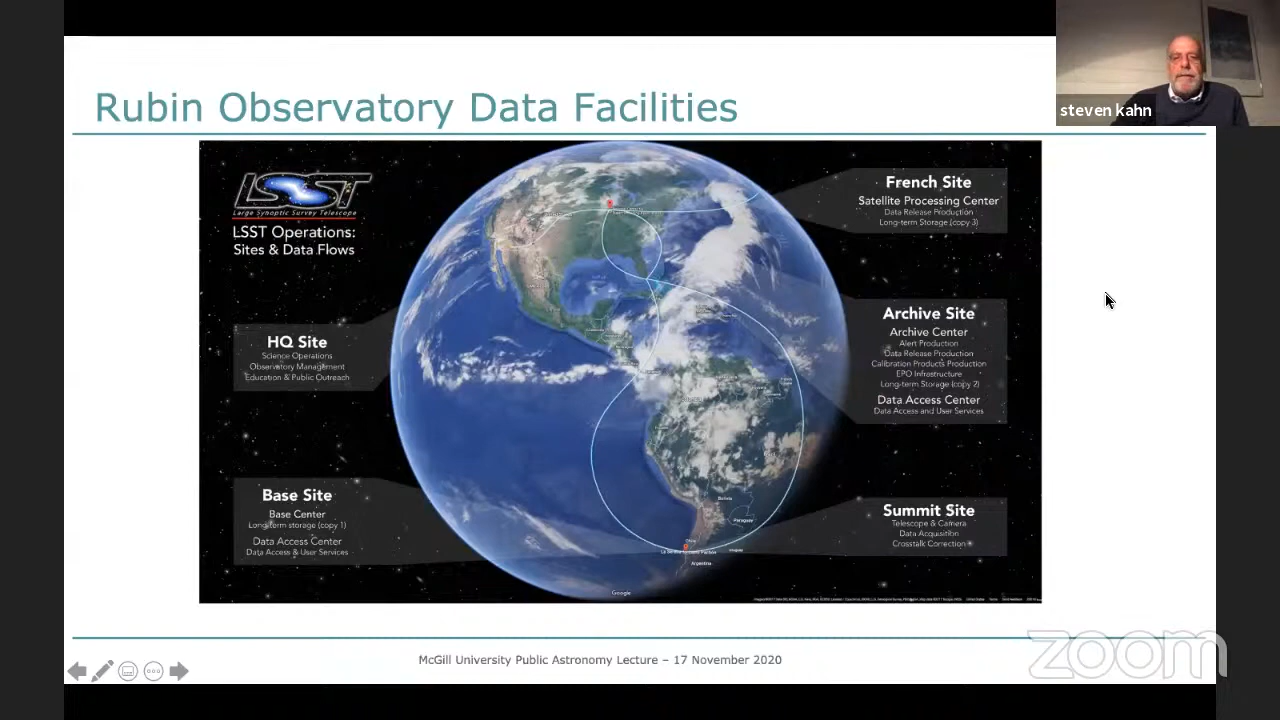 Rubin Observatory Data Facilities
steven kahn
LSST
Large Synoptic Survey Telescope
LSST Operations:
Sites & Data Flows
French Site
Satellite Processing Center
Data Release Production
Long-term Storage (copy 3)
HQ Site
Science Operations
Observatory Management
Education & Public Outreach
Archive Site
Archive Center
Alert Production
Data Release Production
Calibration Products Production
EPO Infrastructure
Long-term Storage (copy 2)
Data Access Center
Data Access and User Services
Base Site
Base Center
Long-term storage (copy 1)
Data Access Center
Data Access & User Services
Summit Site
Telescope & Camera
Data Acquisition
Crosstalk Correction
Bolivia
Paraguay
Chile
Uruguay
Argentina
Google
McGill University Public Astronomy Lecture – 17 November 2020
zoom